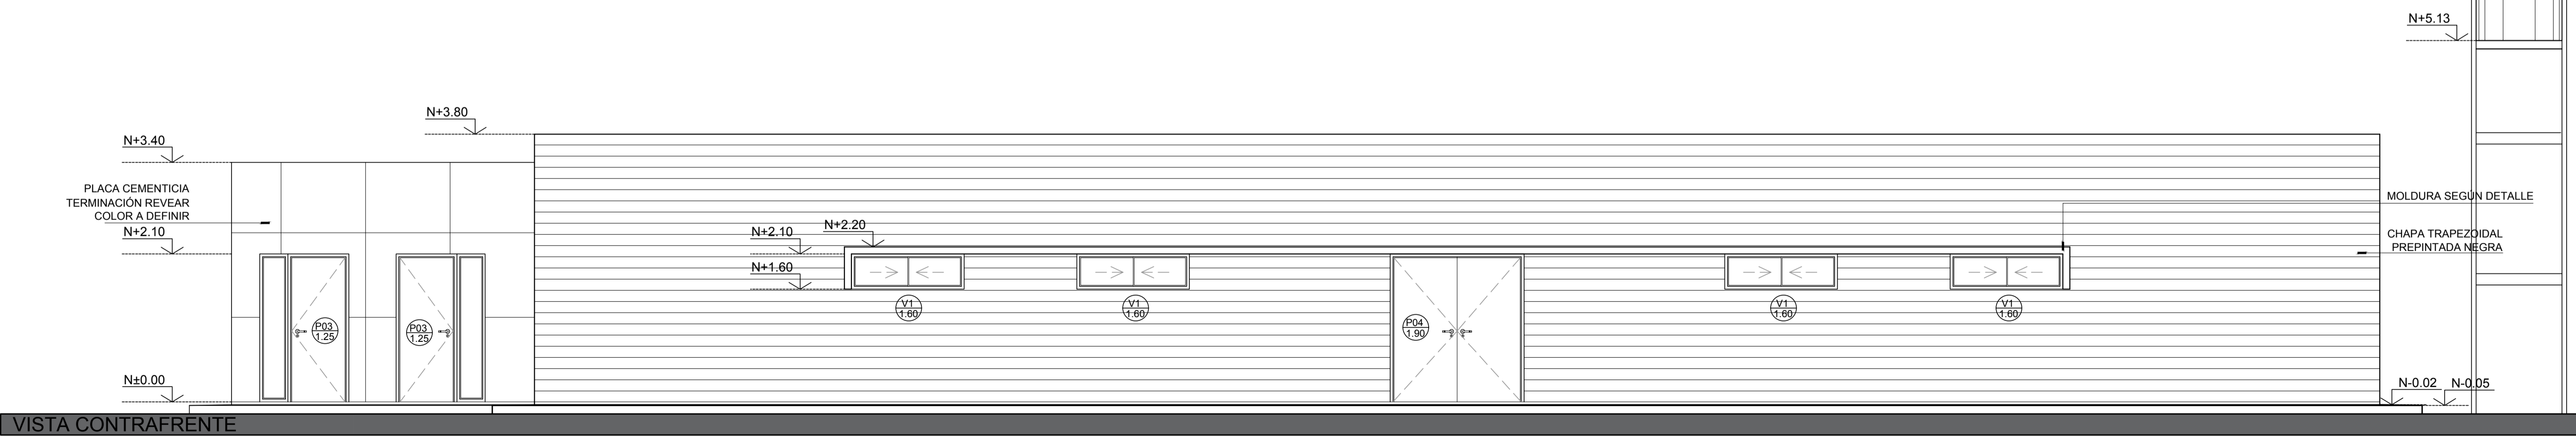 N+5.13
N+3.80
N+3.40
PLACA CEMENTICIA
TERMINACIÓN REVEAR
COLOR A DEFINIR
MOLDURA SEGÚN DETALLE
N+2.10
N+2.10
N+2.20
CHAPA TRAPEZOIDAL
PREPINTADA NEGRA
N+1.60
V1
1.60
V1
1.60
V1
1.60
V1
1.60
P03
1.25
P03
1.25
P04
1.90
N±0.00
N-0.02
N-0.05
VISTA CONTRAFRENTE